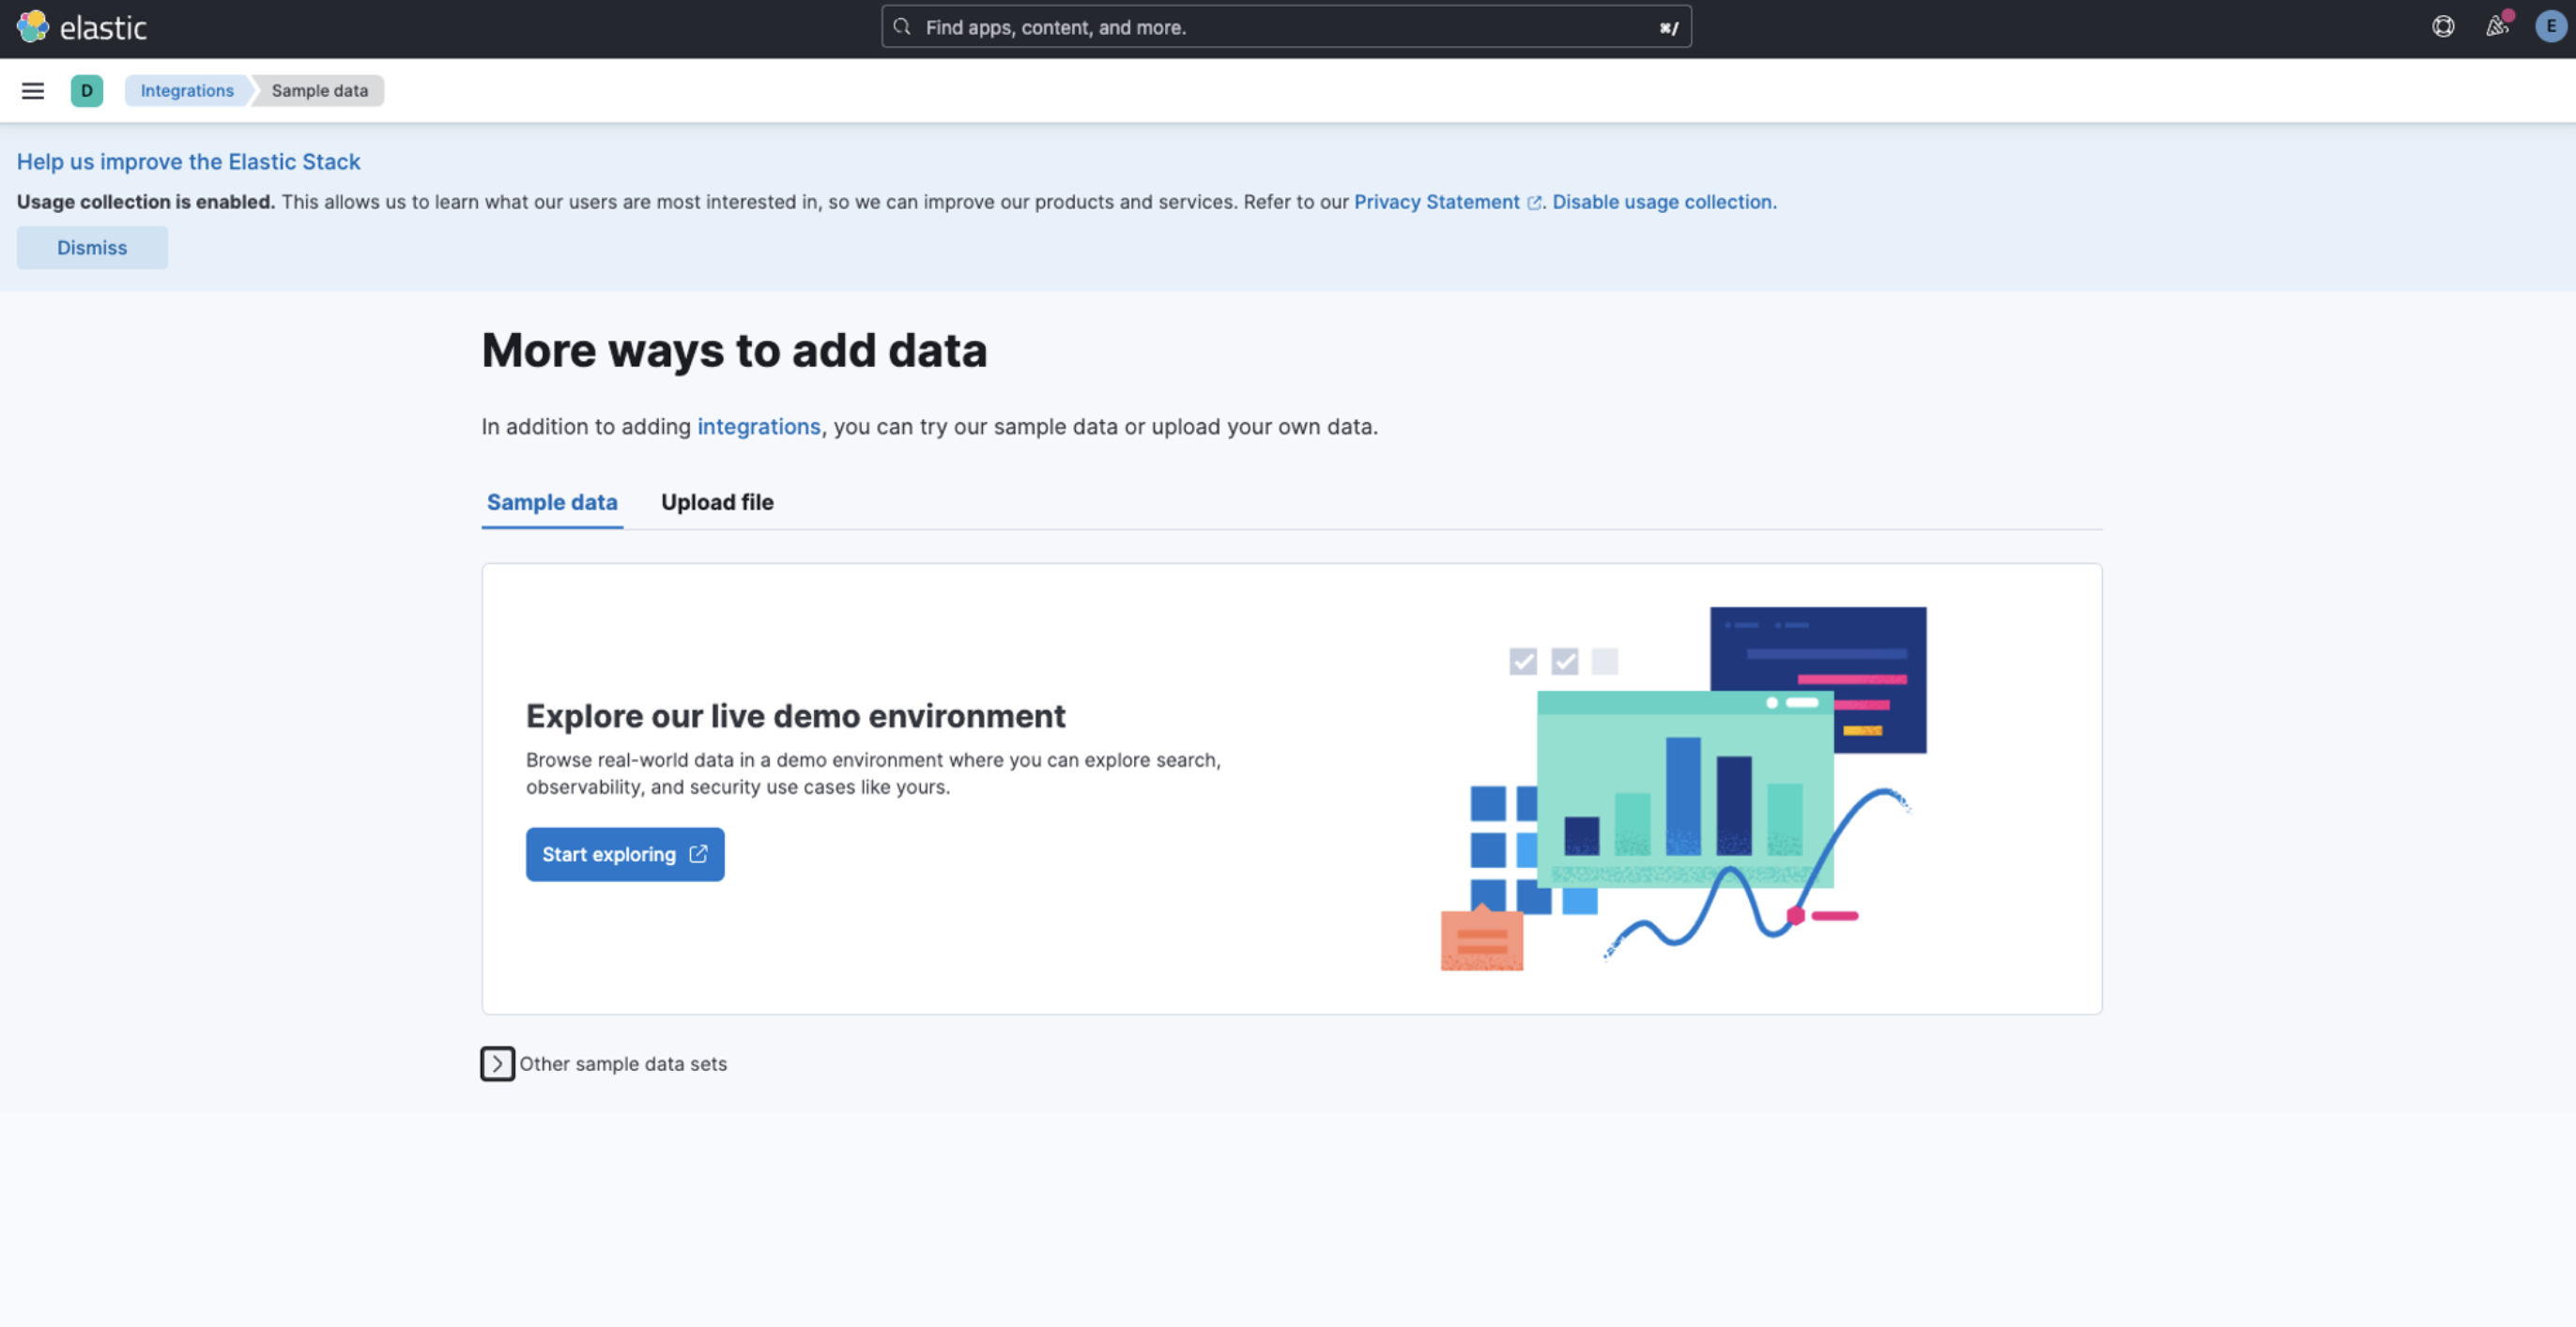 elastic
Find apps, content, and more.
⌘/
E
D
Integrations
Sample data
Help us improve the Elastic Stack
Usage collection is enabled. This allows us to learn what our users are most interested in, so we can improve our products and services. Refer to our Privacy Statement. Disable usage collection.
Dismiss
More ways to add data
In addition to adding integrations, you can try our sample data or upload your own data.
Sample data
Upload file
Explore our live demo environment
Browse real-world data in a demo environment where you can explore search,
observability, and security use cases like yours.
Start exploring
Other sample data sets